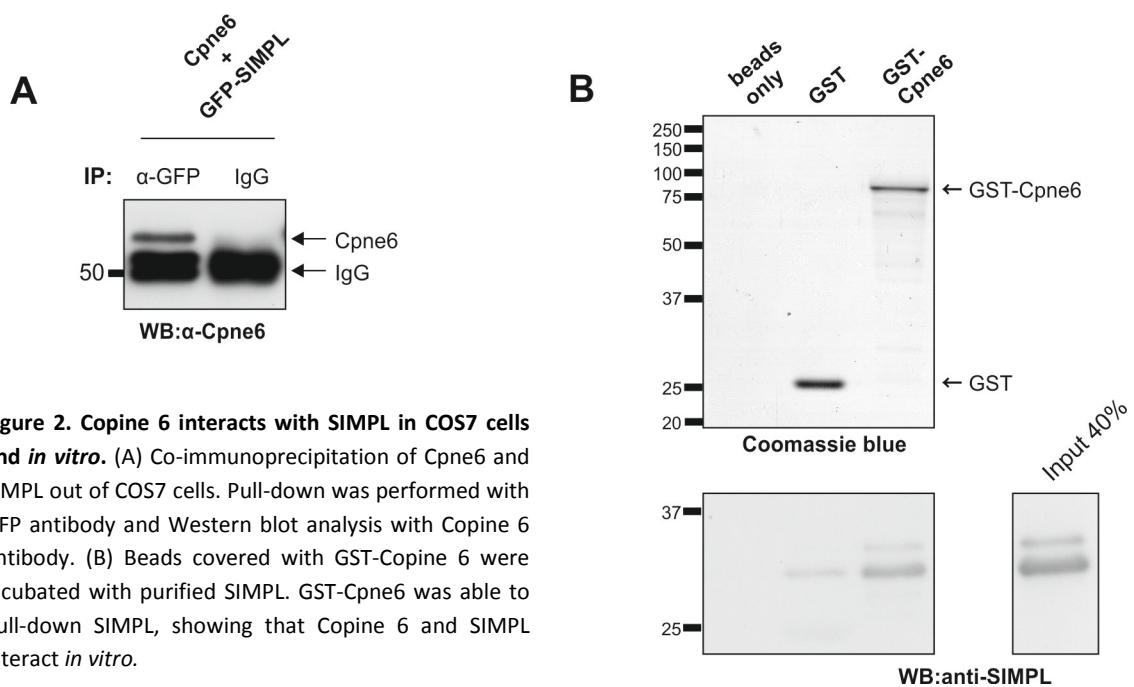 A
Cpne6
+
GFP-SIMPL
IP: α-GFP IgG
← Cpne6
50 ← IgG
WB:α-Cpne6
gure 2. Copine 6 interacts with SIMPL in COS7 cells
nd in vitro. (A) Co-immunoprecipitation of Cpne6 and
MPL out of COS7 cells. Pull-down was performed with
FP antibody and Western blot analysis with Copine 6
ntibody. (B) Beads covered with GST-Copine 6 were
cubated with purified SIMPL. GST-Cpne6 was able to
ull-down SIMPL, showing that Copine 6 and SIMPL
teract in vitro.
B
beads
only
GST
GST-
Cpne6
250
150
100
75
← GST-Cpne6
50
37
25
← GST
20
Coomassie blue
Input 40%
37
25
WB:anti-SIMPL